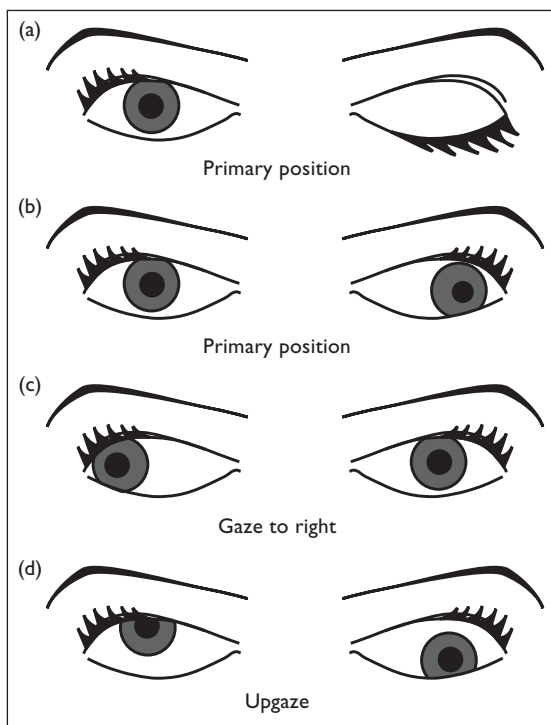 (a)
Primary position
(b)
Primary position
(c)
Gaze to right
(d)
Upgaze